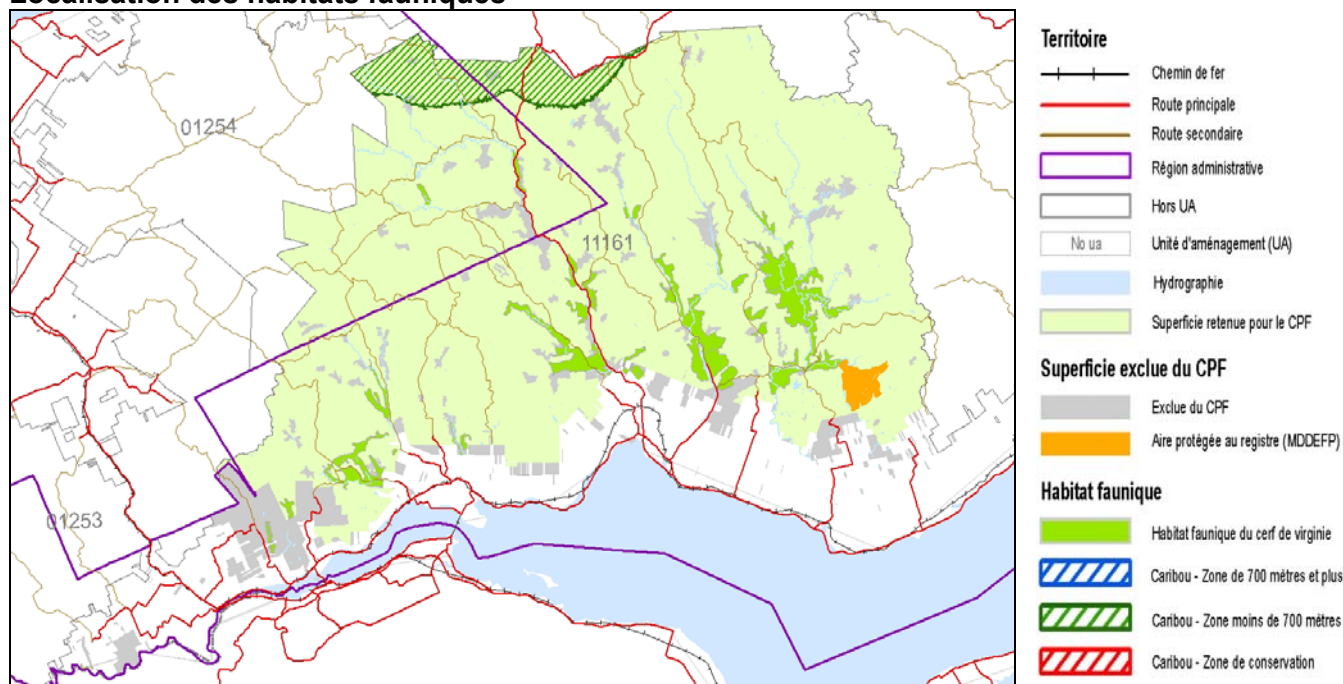 Localisation des habitats fauniques
01254
11161
01253
Territoire
Chemin de fer
Route principale
Route secondaire
Région administrative
Hors UA
No ua
Unité d'aménagement (UA)
Hydrographie
Superficie retenue pour le CPF
Superficie exclue du CPF
Exclue du CPF
Aire protégée au registre (MDDEFP)
Habitat faunique
Habitat faunique du cerf de virginie
Caribou - Zone de 700 mètres et plus
Caribou - Zone moins de 700 mètres
Caribou - Zone de conservation